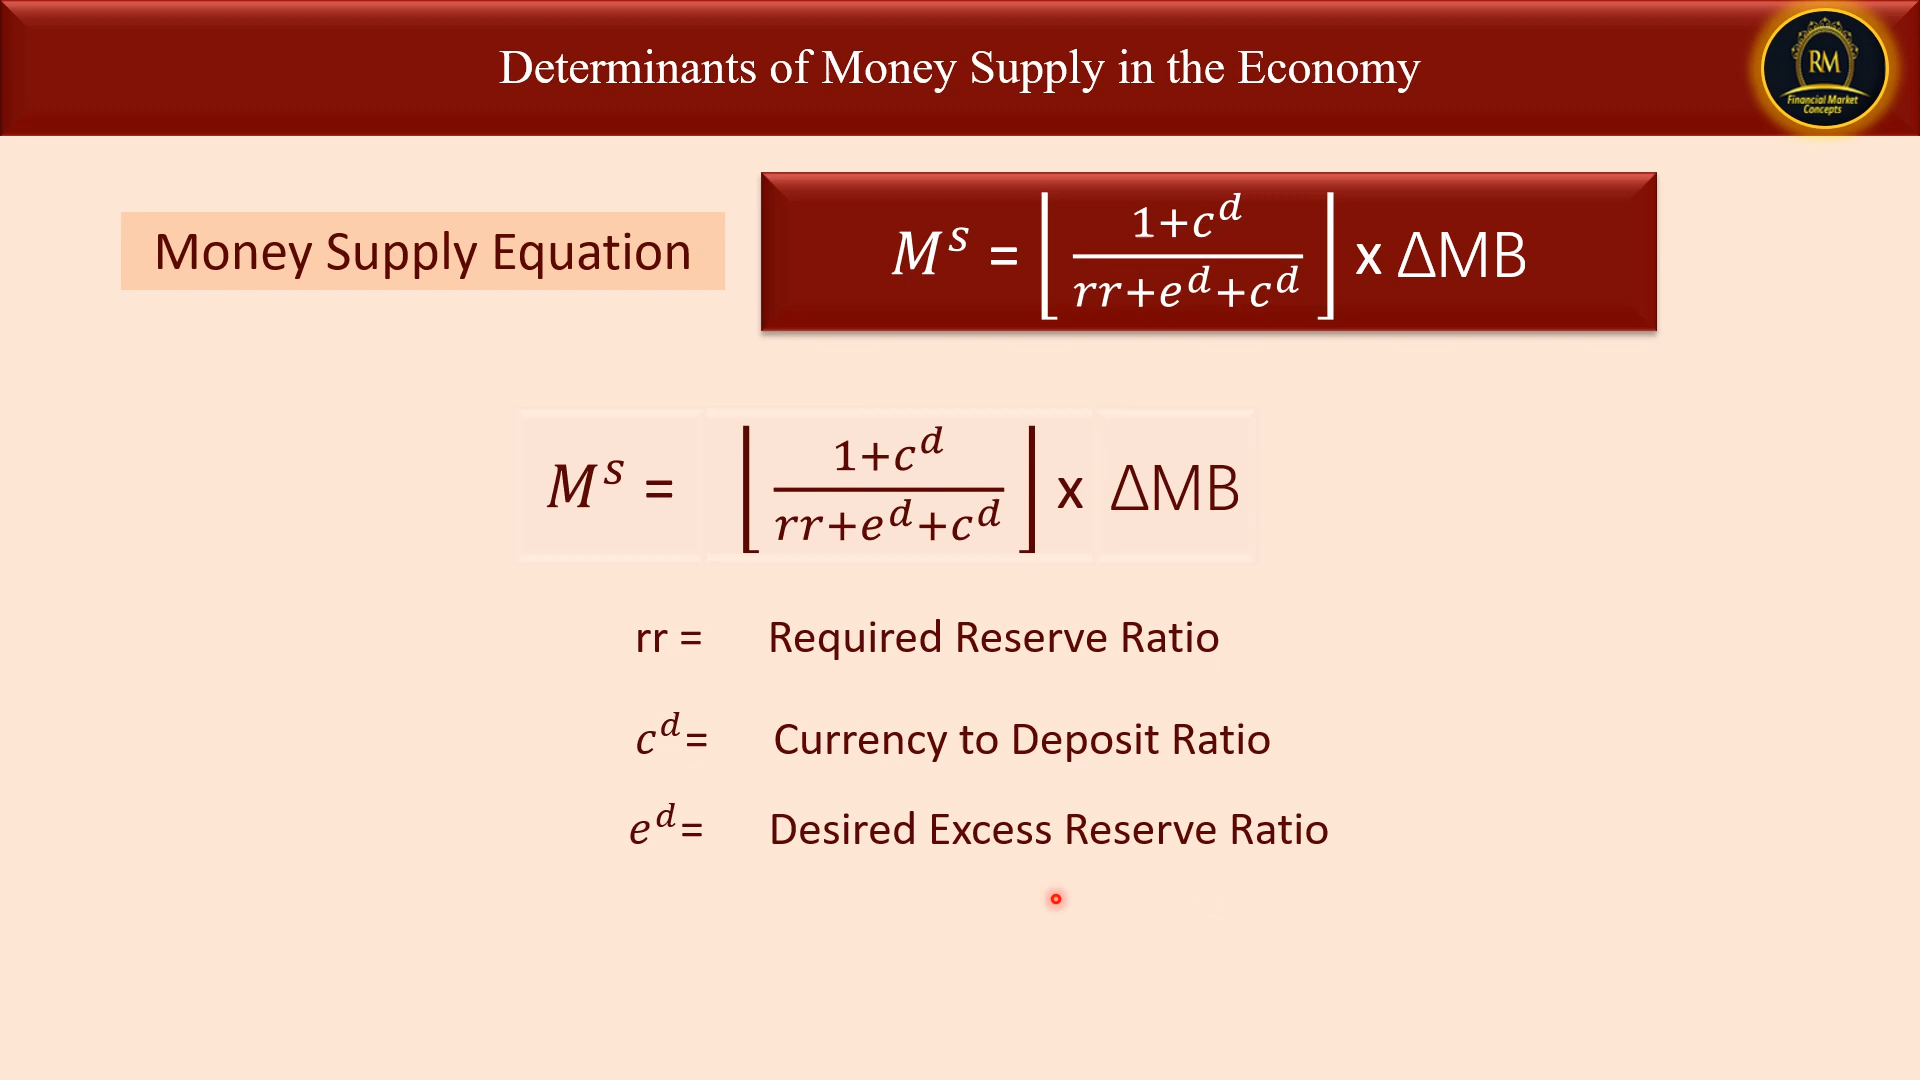 Determinants of Money Supply in the Economy
RM
Financial Market
Concepts
Money Supply Equation
M^s = ⌊(1+c^d)/(rr+e^d+c^d)⌋ x ΔMB
M^s = ⌊(1+c^d)/(rr+e^d+c^d)⌋ x ΔMB
rr = Required Reserve Ratio
c^d= Currency to Deposit Ratio
e^d= Desired Excess Reserve Ratio